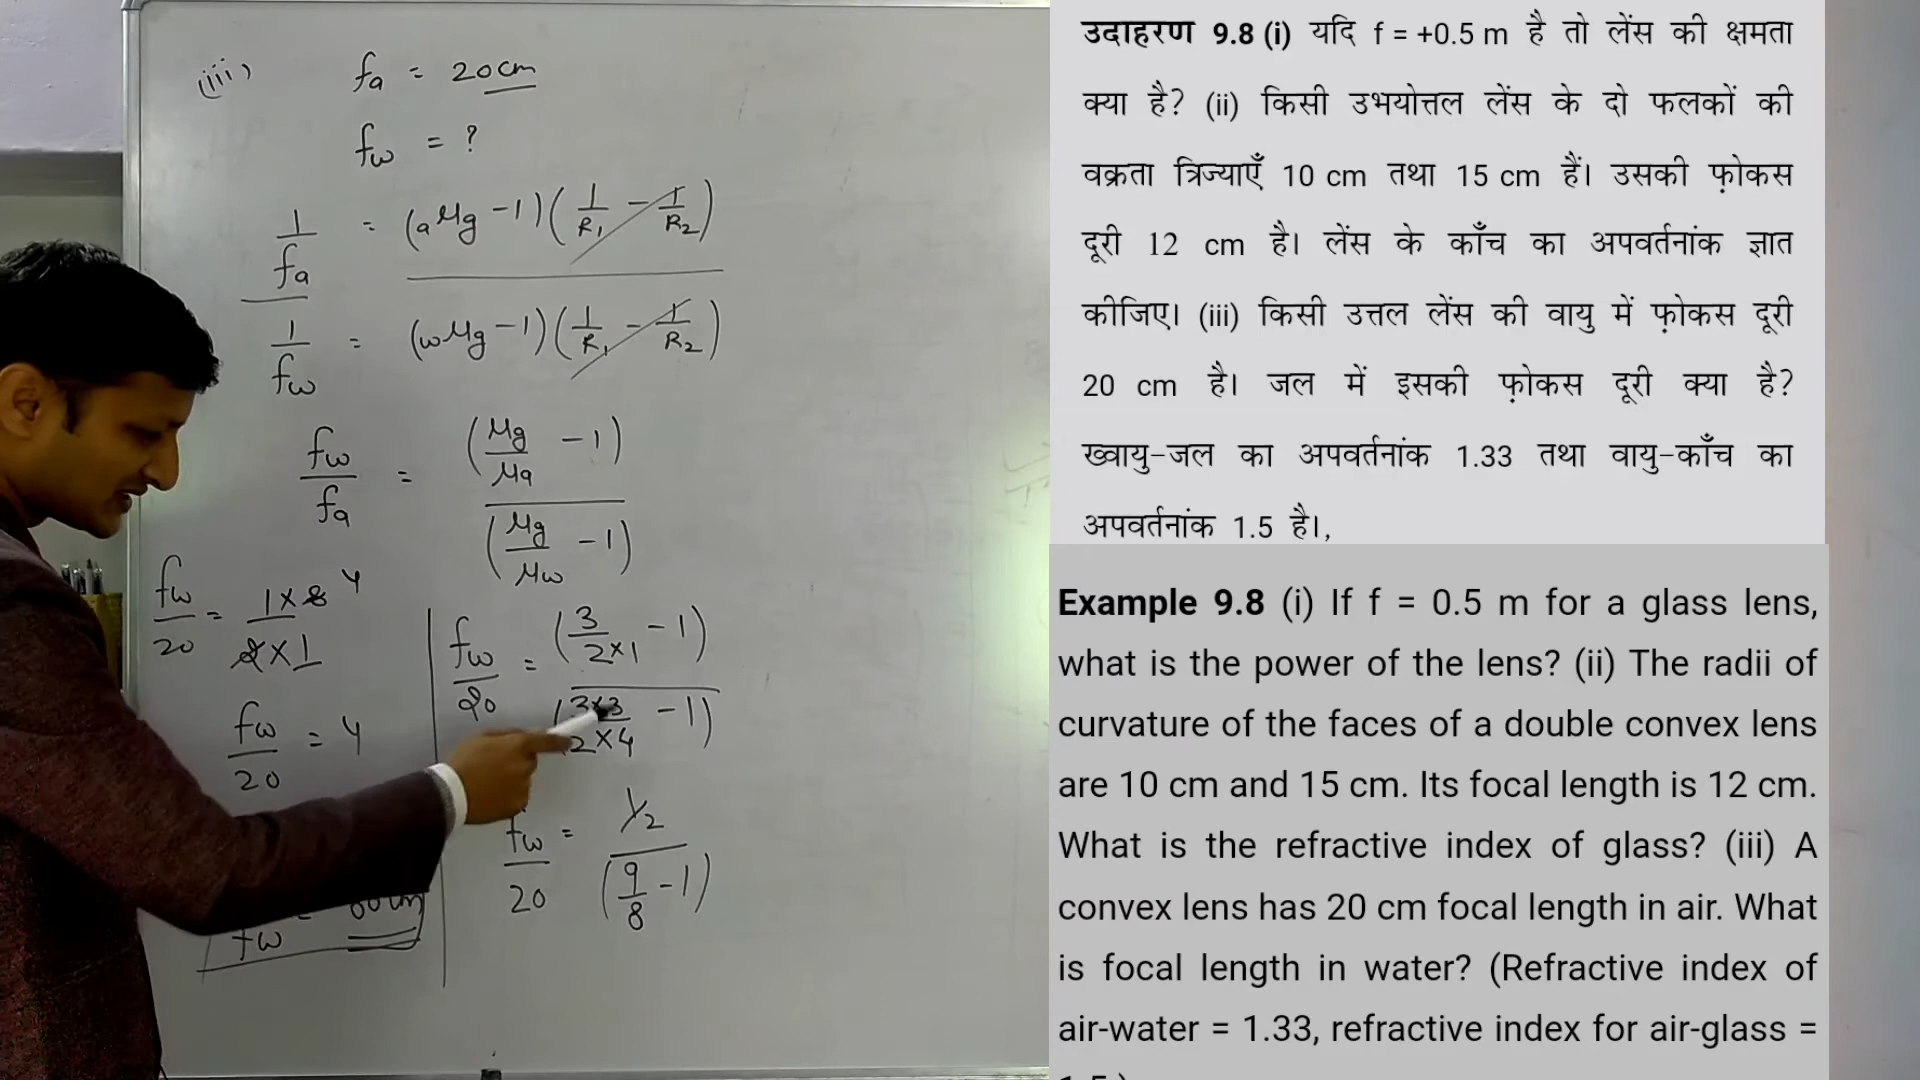 (iii) fa = 20cm
fw = ?
1/fa = (aμg - 1)(1/R1 - 1/R2)
1/fw = (wμg - 1)(1/R1 - 1/R2)
fw/fa = (μg/μa - 1)/(μg/μw - 1)
fw/20 = (3/2×1 - 1)/(3×3/2×4 - 1)
fw/20 = 1/2/(9/8 - 1)
fw/20 = 1×8/2×1 4
fw/20 = 4
fw =
उदाहरण 9.8 (i) यदि f = +0.5 m है तो लेंस की क्षमता
क्या है? (ii) किसी उभयोत्तल लेंस के दो फलकों की
वक्रता त्रिज्याएँ 10 cm तथा 15 cm हैं। उसकी फ़ोकस
दूरी 12 cm है। लेंस के काँच का अपवर्तनांक ज्ञात
कीजिए। (iii) किसी उत्तल लेंस की वायु में फ़ोकस दूरी
20 cm है। जल में इसकी फ़ोकस दूरी क्या है?
ख्वायु-जल का अपवर्तनांक 1.33 तथा वायु-काँच का
अपवर्तनांक 1.5 है।,
Example 9.8 (i) If f = 0.5 m for a glass lens,
what is the power of the lens? (ii) The radii of
curvature of the faces of a double convex lens
are 10 cm and 15 cm. Its focal length is 12 cm.
What is the refractive index of glass? (iii) A
convex lens has 20 cm focal length in air. What
is focal length in water? (Refractive index of
air-water = 1.33, refractive index for air-glass =